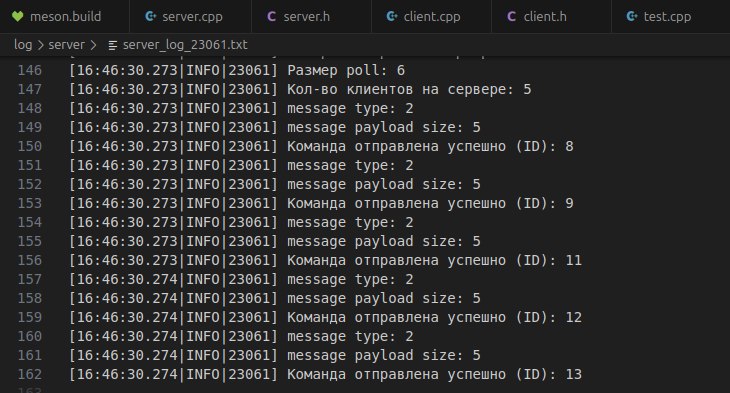 meson.build server.cpp server.h client.cpp client.h test.cpp
log > server > server_log_23061.txt
146 [16:46:30.273|INFO|23061] Размер poll: 6
147 [16:46:30.273|INFO|23061] Кол-во клиентов на сервере: 5
148 [16:46:30.273|INFO|23061] message type: 2
149 [16:46:30.273|INFO|23061] message payload size: 5
150 [16:46:30.273|INFO|23061] Команда отправлена успешно (ID): 8
151 [16:46:30.273|INFO|23061] message type: 2
152 [16:46:30.273|INFO|23061] message payload size: 5
153 [16:46:30.273|INFO|23061] Команда отправлена успешно (ID): 9
154 [16:46:30.273|INFO|23061] message type: 2
155 [16:46:30.273|INFO|23061] message payload size: 5
156 [16:46:30.273|INFO|23061] Команда отправлена успешно (ID): 11
157 [16:46:30.274|INFO|23061] message type: 2
158 [16:46:30.274|INFO|23061] message payload size: 5
159 [16:46:30.274|INFO|23061] Команда отправлена успешно (ID): 12
160 [16:46:30.274|INFO|23061] message type: 2
161 [16:46:30.274|INFO|23061] message payload size: 5
162 [16:46:30.274|INFO|23061] Команда отправлена успешно (ID): 13